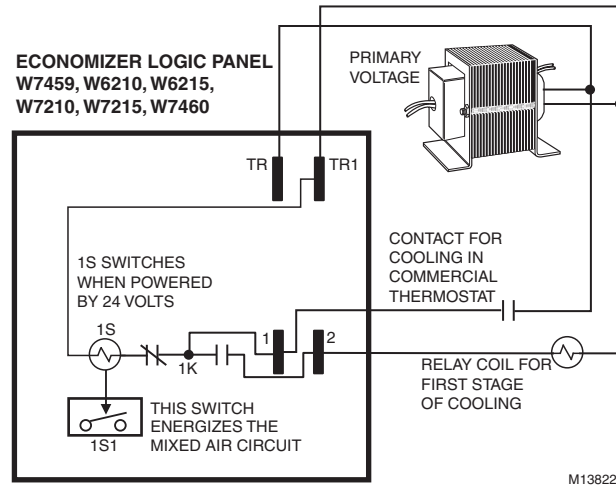 ECONOMIZER LOGIC PANEL
W7459, W6210, W6215,
W7210, W7215, W7460
PRIMARY
VOLTAGE
TR
TR1
1S SWITCHES
WHEN POWERED
BY 24 VOLTS
CONTACT FOR
COOLING IN
COMMERCIAL
THERMOSTAT
1S
1K
1
2
RELAY COIL FOR
FIRST STAGE
OF COOLING
THIS SWITCH
ENERGIZES THE
MIXED AIR CIRCUIT
1S1
M13822